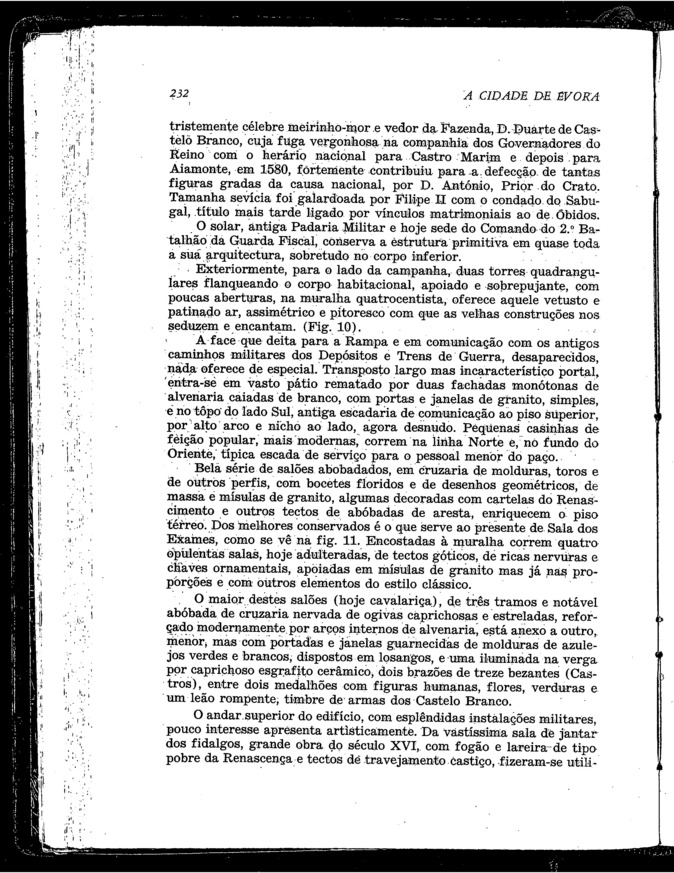 232
A CIDADE DE ÉVORA
tristemente célebre meirinho-mor e vedor da Fazenda, D. Duarte de Cas-
telo Branco, cuja fuga vergonhosa na companhia dos Governadores do
Reino com o herário nacional para Castro Marim e depois para
Aiamonte, em 1580, fortemente contribuiu para a defecção de tantas
figuras gradas da causa nacional, por D. António, Prior do Crato.
Tamanha sevícia foi galardoada por Filipe II com o condado do Sabu-
gal, título mais tarde ligado por vínculos matrimoniais ao de Óbidos.
O solar, antiga Padaria Militar e hoje sede do Comando do 2.º Ba-
talhão da Guarda Fiscal, conserva a estrutura primitiva em quase toda
a sua arquitectura, sobretudo no corpo inferior.
Exteriormente, para o lado da campanha, duas torres quadrangu-
lares flanqueando o corpo habitacional, apoiado e sobrepujante, com
poucas aberturas, na muralha quatrocentista, oferece aquele vetusto e
patinado ar, assimétrico e pitoresco com que as velhas construções nos
seduzem e encantam. (Fig. 10).
A face que deita para a Rampa e em comunicação com os antigos
caminhos militares dos Depósitos e Trens de Guerra, desaparecidos,
nada oferece de especial. Transposto largo mas incaracterístico portal,
entra-se em vasto pátio rematado por duas fachadas monótonas de
alvenaria caiadas de branco, com portas e janelas de granito, simples,
e no tôpo do lado Sul, antiga escadaria de comunicação ao piso superior,
por alto arco e nicho ao lado, agora desnudo. Pequenas casinhas de
feição popular, mais modernas, correm na linha Norte e, no fundo do
Oriente, típica escada de serviço para o pessoal menor do paço.
Bela série de salões abobadados, em cruzaria de molduras, toros e
de outros perfis, com bocetes floridos e de desenhos geométricos, de
massa e mísulas de granito, algumas decoradas com cartelas do Renas-
cimento e outros tectos de abóbadas de aresta, enriquecem o piso
térreo. Dos melhores conservados é o que serve ao presente de Sala dos
Exames, como se vê na fig. 11. Encostadas à muralha correm quatro
opulentas salas, hoje adulteradas, de tectos góticos, de ricas nervuras e
chaves ornamentais, apoiadas em mísulas de granito mas já nas pro-
porções e com outros elementos do estilo clássico.
O maior destes salões (hoje cavalariça), de três tramos e notável
abóbada de cruzaria nervada de ogivas caprichosas e estreladas, refor-
çado modernamente por arcos internos de alvenaria, está anexo a outro,
menor, mas com portadas e janelas guarnecidas de molduras de azule-
jos verdes e brancos, dispostos em losangos, e uma iluminada na verga
por caprichoso esgrafito cerâmico, dois brazões de treze bezantes (Cas-
tros), entre dois medalhões com figuras humanas, flores, verduras e
um leão rompente, timbre de armas dos Castelo Branco.
O andar superior do edifício, com esplêndidas instalações militares,
pouco interesse apresenta artisticamente. Da vastíssima sala de jantar
dos fidalgos, grande obra do século XVI, com fogão e lareira de tipo
pobre da Renascença e tectos de travejamento castiço, fizeram-se utili-